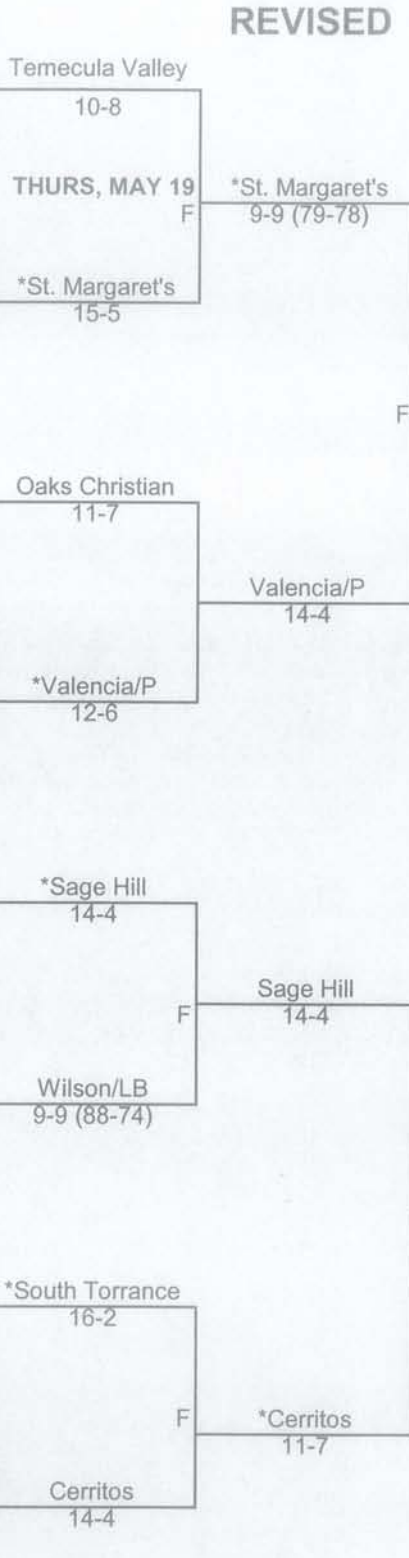 REVISED
Temecula Valley
10-8
THURS, MAY 19
F
*St. Margaret's
9-9 (79-78)
*St. Margaret's
15-5
F
Oaks Christian
11-7
Valencia/P
14-4
*Valencia/P
12-6
*Sage Hill
14-4
F
Sage Hill
14-4
Wilson/LB
9-9 (88-74)
*South Torrance
16-2
F
*Cerritos
11-7
Cerritos
14-4